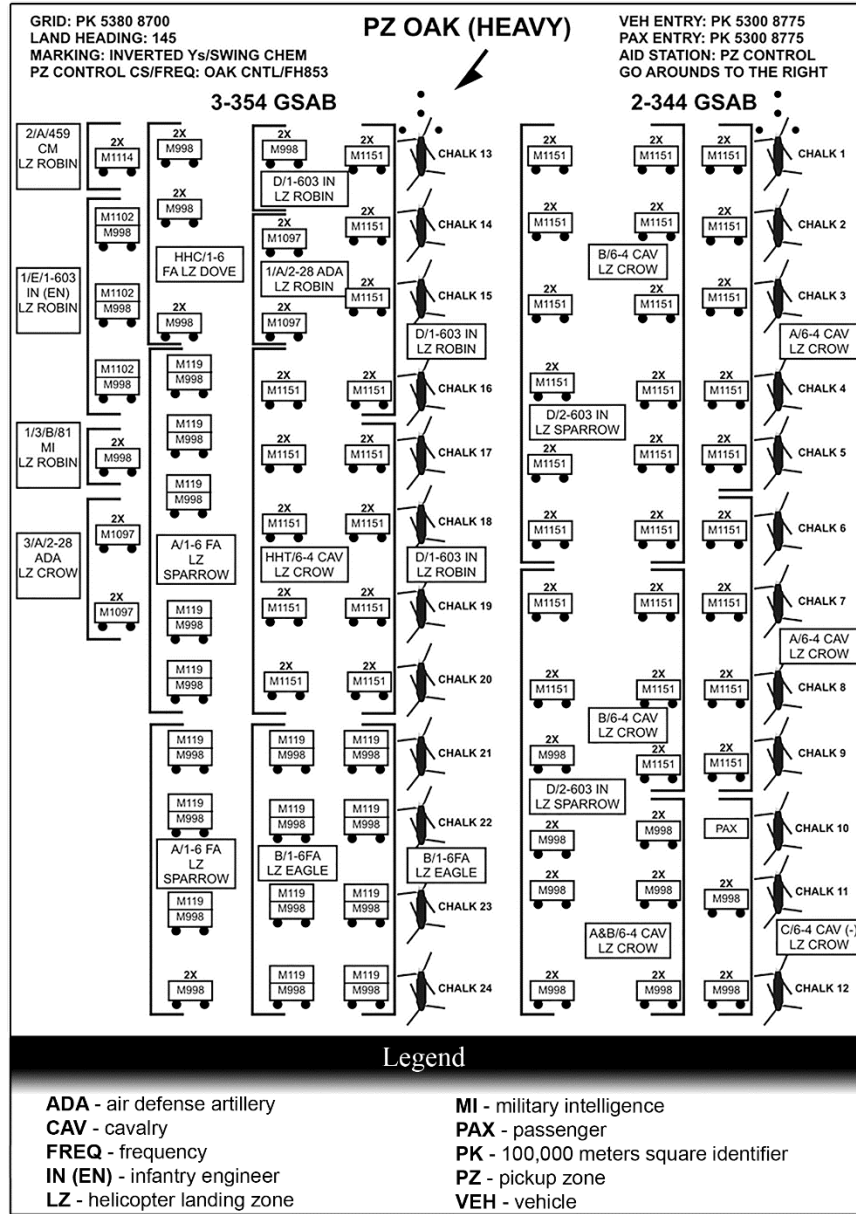 GRID: PK 5380 8700
LAND HEADING: 145
MARKING: INVERTED Ys/SWING CHEM
PZ CONTROL CS/FREQ: OAK CNTL/FH853
PZ OAK (HEAVY)
VEH ENTRY: PK 5300 8775
PAX ENTRY: PK 5300 8775
AID STATION: PZ CONTROL
GO AROUNDS TO THE RIGHT
3-354 GSAB
2/A/459
CM
LZ ROBIN
2X
M1114
1/E/1-603
IN (EN)
LZ ROBIN
M1102
M998
M1102
M998
M1102
M998
1/3/B/81
MI
LZ ROBIN
2X
M998
3/A/2-28
ADA
LZ CROW
2X
M1097
2X
M1097
2X
M998
2X
M998
HHC/1-6
FA LZ DOVE
2X
M998
M119
M998
M119
M998
M119
M998
A/1-6 FA
LZ
SPARROW
M119
M998
M119
M998
M119
M998
M119
M998
A/1-6 FA
LZ
SPARROW
M119
M998
2X
M998
2X
M998
D/1-603 IN
LZ ROBIN
2X
M1097
1/A/2-28 ADA
LZ ROBIN
2X
M1097
2X
M1151
2X
M1151
2X
M1151
HHT/6-4 CAV
LZ CROW
2X
M1151
2X
M1151
M119
M998
M119
M998
B/1-6FA
LZ EAGLE
M119
M998
M119
M998
2X
M1151
2X
M1151
2X
M1151
2X
M1151
2X
M1151
2X
M1151
2X
M1151
2X
M1151
M119
M998
M119
M998
M119
M998
M119
M998
CHALK 13
CHALK 14
CHALK 15
D/1-603 IN
LZ ROBIN
CHALK 16
CHALK 17
CHALK 18
D/1-603 IN
LZ ROBIN
CHALK 19
CHALK 20
CHALK 21
CHALK 22
B/1-6FA
LZ EAGLE
CHALK 23
CHALK 24
2-344 GSAB
2X
M1151
2X
M1151
2X
M1151
2X
M1151
D/2-603 IN
LZ SPARROW
2X
M1151
2X
M1151
2X
M1151
2X
M1151
2X
M998
D/2-603 IN
LZ SPARROW
2X
M998
2X
M998
2X
M998
2X
M1151
2X
M1151
B/6-4 CAV
LZ CROW
2X
M1151
2X
M1151
2X
M1151
2X
M1151
2X
M1151
2X
M1151
B/6-4 CAV
LZ CROW
2X
M1151
2X
M998
2X
M998
A&B/6-4 CAV
LZ CROW
2X
M998
2X
M1151
2X
M1151
2X
M1151
2X
M1151
2X
M1151
2X
M1151
2X
M1151
2X
M1151
2X
M1151
PAX
2X
M998
2X
M998
CHALK 1
CHALK 2
CHALK 3
A/6-4 CAV
LZ CROW
CHALK 4
CHALK 5
CHALK 6
CHALK 7
A/6-4 CAV
LZ CROW
CHALK 8
CHALK 9
CHALK 10
CHALK 11
C/6-4 CAV (-)
LZ CROW
CHALK 12
Legend
ADA - air defense artillery
CAV - cavalry
FREQ - frequency
IN (EN) - infantry engineer
LZ - helicopter landing zone
MI - military intelligence
PAX - passenger
PK - 100,000 meters square identifier
PZ - pickup zone
VEH - vehicle